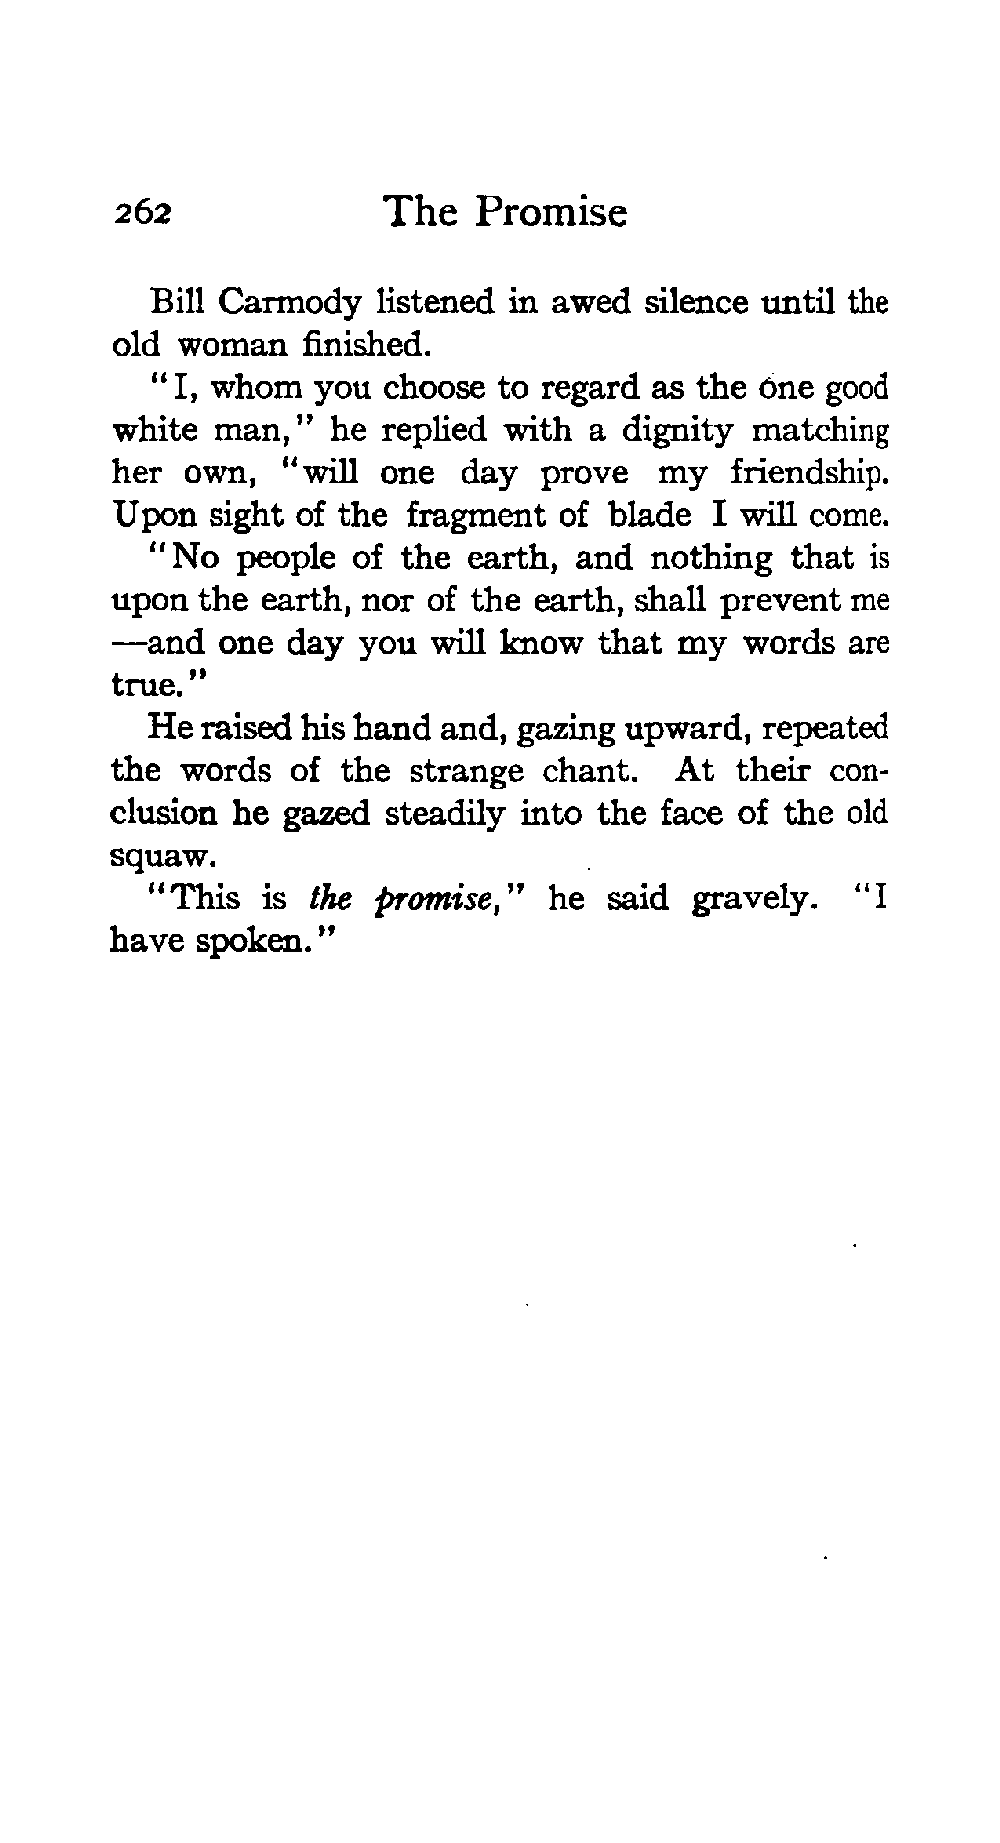 262 The Promise
Bill Carmody listened in awed silence until the
old woman finished.
"I, whom you choose to regard as the one good
white man," he replied with a dignity matching
her own, "will one day prove my friendship.
Upon sight of the fragment of blade I will come.
"No people of the earth, and nothing that is
upon the earth, nor of the earth, shall prevent me
—and one day you will know that my words are
true."
He raised his hand and, gazing upward, repeated
the words of the strange chant. At their con-
clusion he gazed steadily into the face of the old
squaw.
"This is the promise," he said gravely. "I
have spoken."